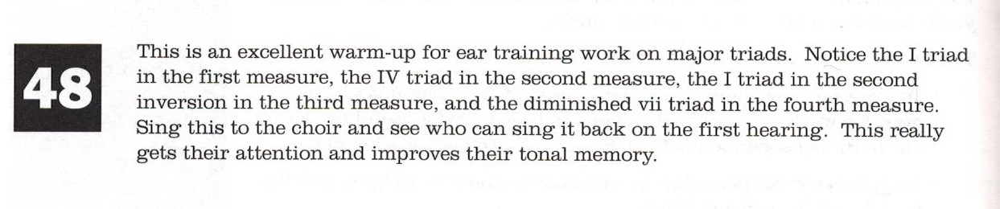 48
This is an excellent warm-up for ear training work on major triads. Notice the I triad
in the first measure, the IV triad in the second measure, the I triad in the second
inversion in the third measure, and the diminished vii triad in the fourth measure.
Sing this to the choir and see who can sing it back on the first hearing. This really
gets their attention and improves their tonal memory.